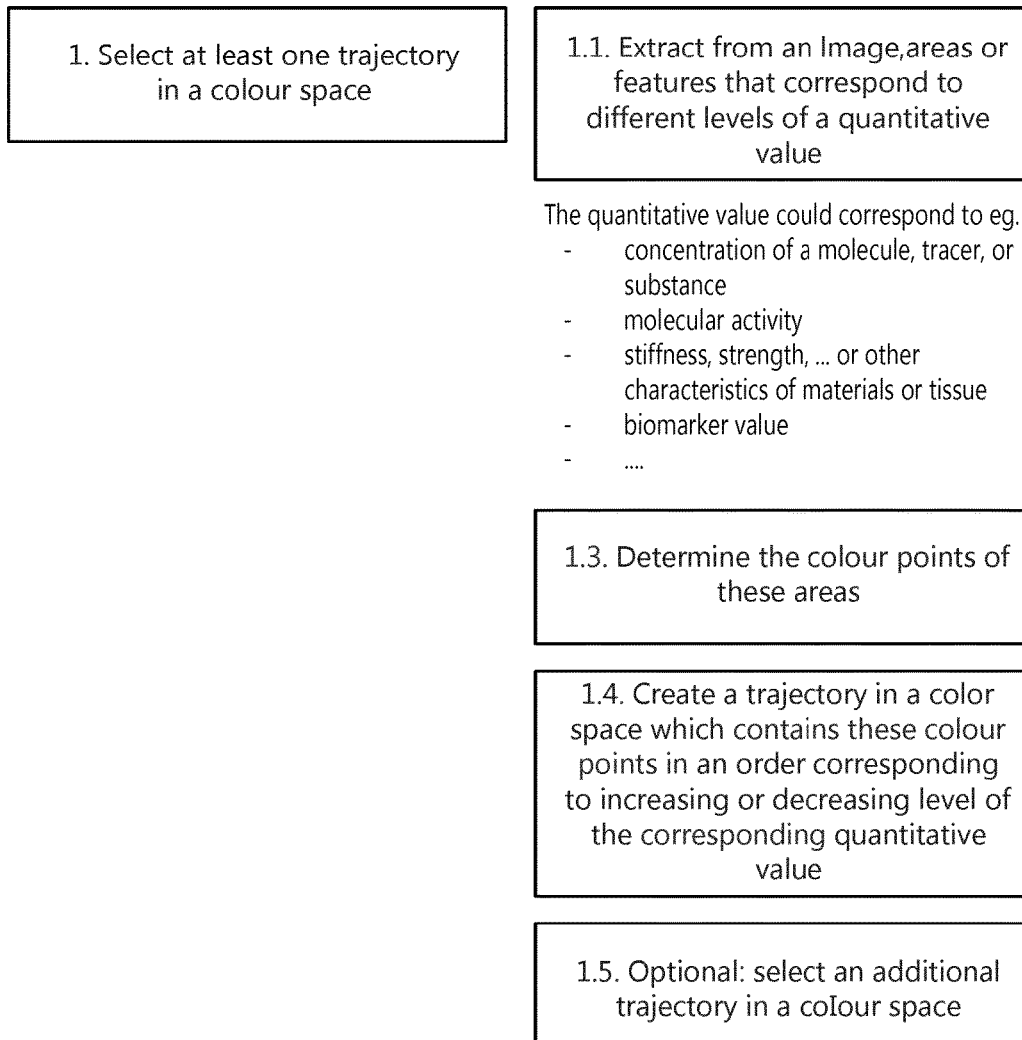 1. Select at least one trajectory
in a colour space
1.1. Extract from an Image,areas or
features that correspond to
different levels of a quantitative
value
The quantitative value could correspond to eg.
- concentration of a molecule, tracer, or
substance
- molecular activity
- stiffness, strength, ... or other
characteristics of materials or tissue
- biomarker value
- ....
1.3. Determine the colour points of
these areas
1.4. Create a trajectory in a color
space which contains these colour
points in an order corresponding
to increasing or decreasing level of
the corresponding quantitative
value
1.5. Optional: select an additional
trajectory in a colour space